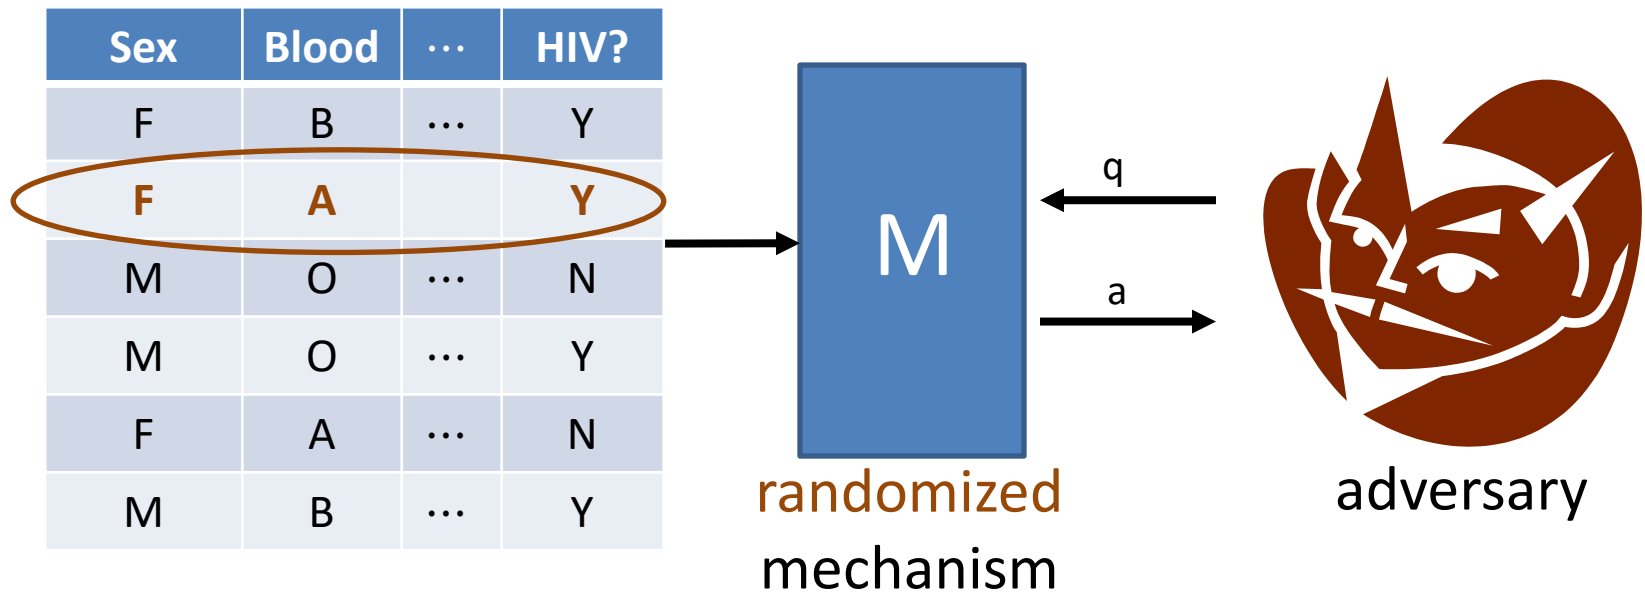 Sex Blood ... HIV?
F B ... Y
F A Y
M O ... N
M O ... Y
F A ... N
M B ... Y
M
q
a
randomized
mechanism
adversary